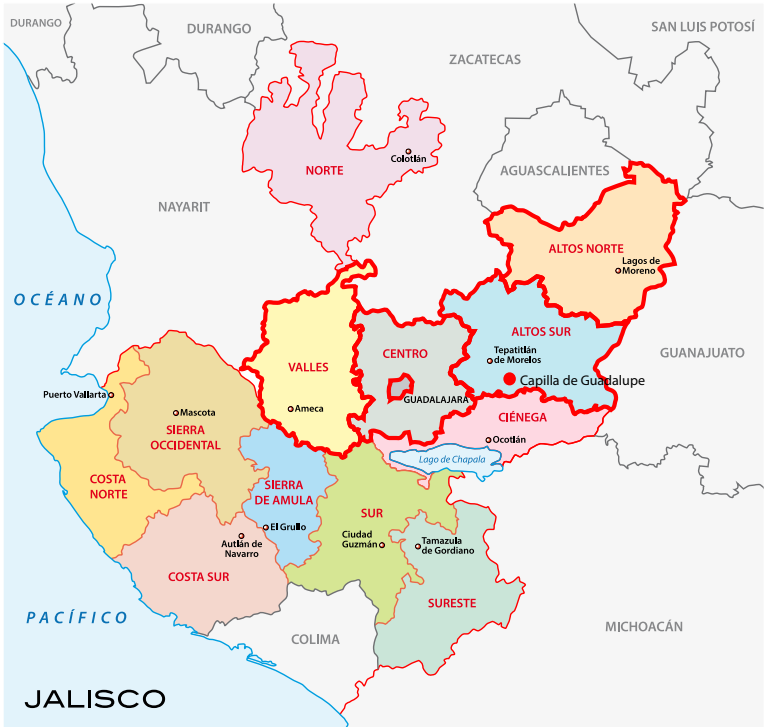 DURANGO
DURANGO
SAN LUIS POTOSÍ
ZACATECAS
Colotlán
NORTE
AGUASCALIENTES
NAYARIT
ALTOS NORTE
Lagos de
Moreno
OCÉANO
ALTOS SUR
CENTRO
GUANAJUATO
Tepatitlán
de Morelos
VALLES
Capilla de Guadalupe
Puerto Vallarta
GUADALAJARA
Ameca
Mascota
CIÉNEGA
SIERRA
OCCIDENTAL
Ocotlán
Lago de Chapala
COSTA
NORTE
SIERRA
DE AMULA
SUR
El Grullo
Ciudad
Guzmán
Autlán de
Navarro
Tamazula
de Gordiano
COSTA SUR
SURESTE
PACÍFICO
MICHOACÁN
COLIMA
JALISCO